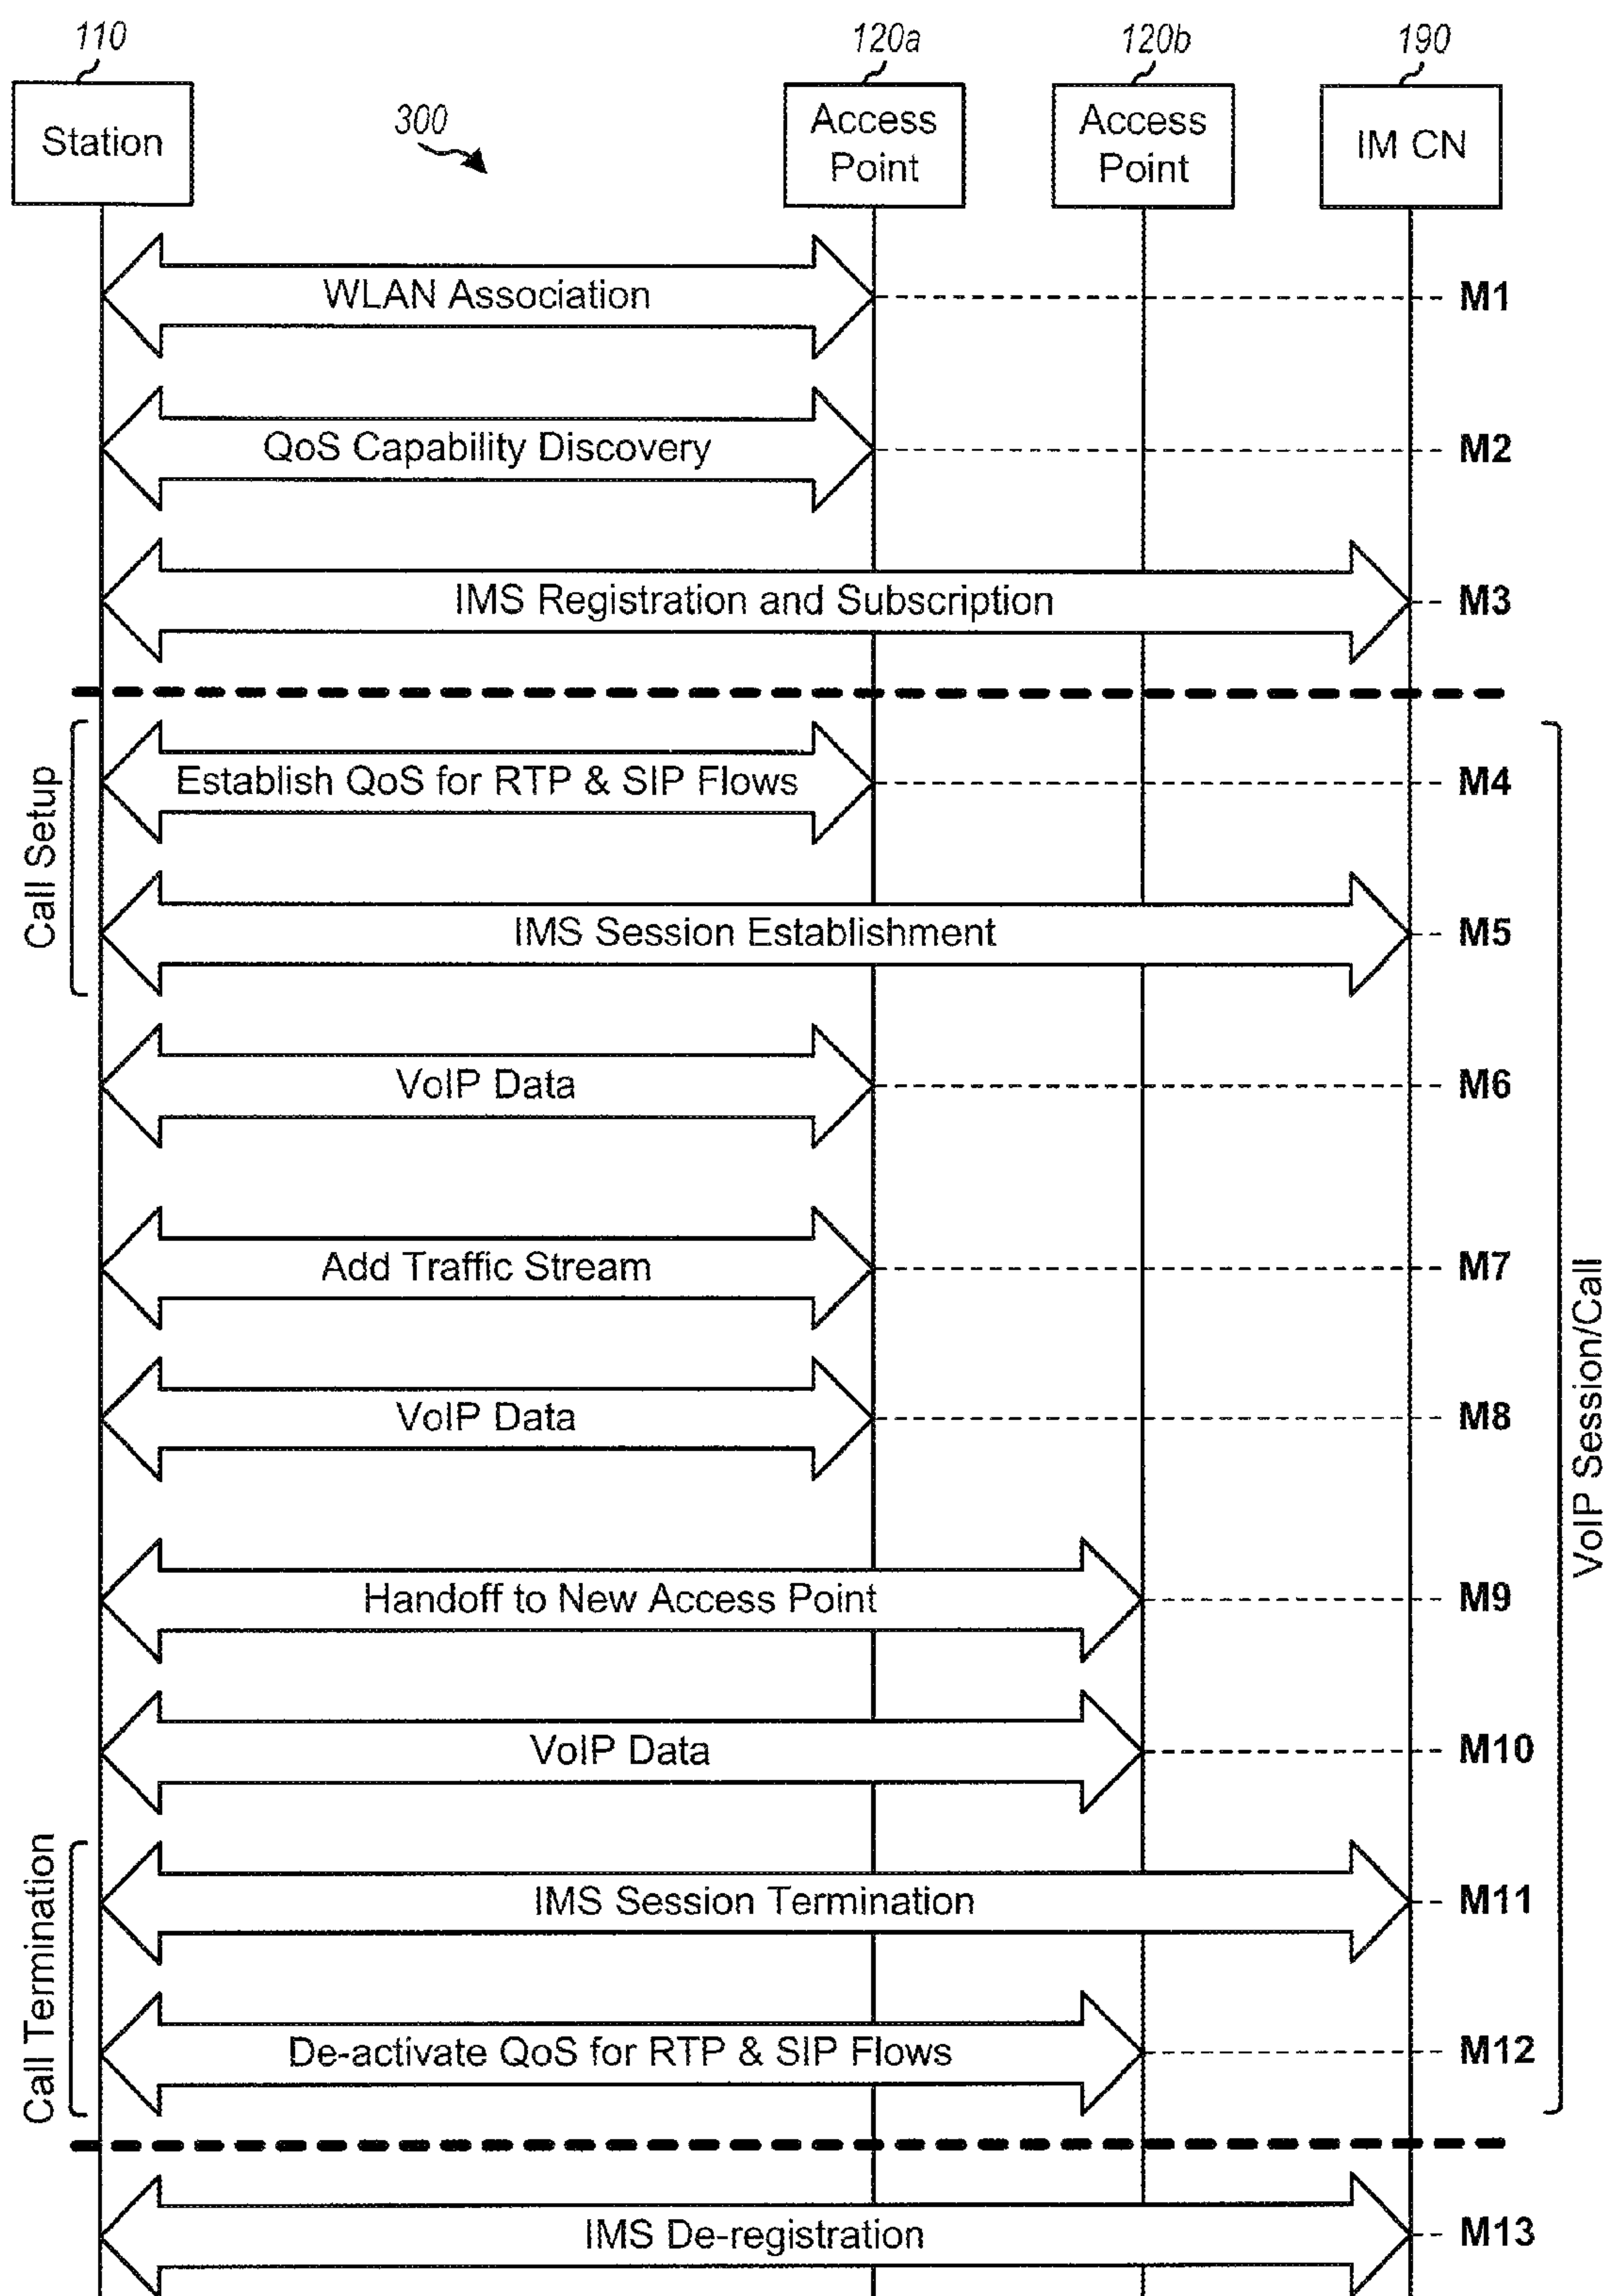 110
120a
120b
190
Station
300
Access
Point
Access
Point
IM CN
WLAN Association
M1
QoS Capability Discovery
M2
IMS Registration and Subscription
M3
Call Setup
Establish QoS for RTP & SIP Flows
M4
IMS Session Establishment
M5
VoIP Data
M6
Add Traffic Stream
M7
VoIP Data
M8
VoIP Session/Call
Handoff to New Access Point
M9
VoIP Data
M10
Call Termination
IMS Session Termination
M11
De-activate QoS for RTP & SIP Flows
M12
IMS De-registration
M13